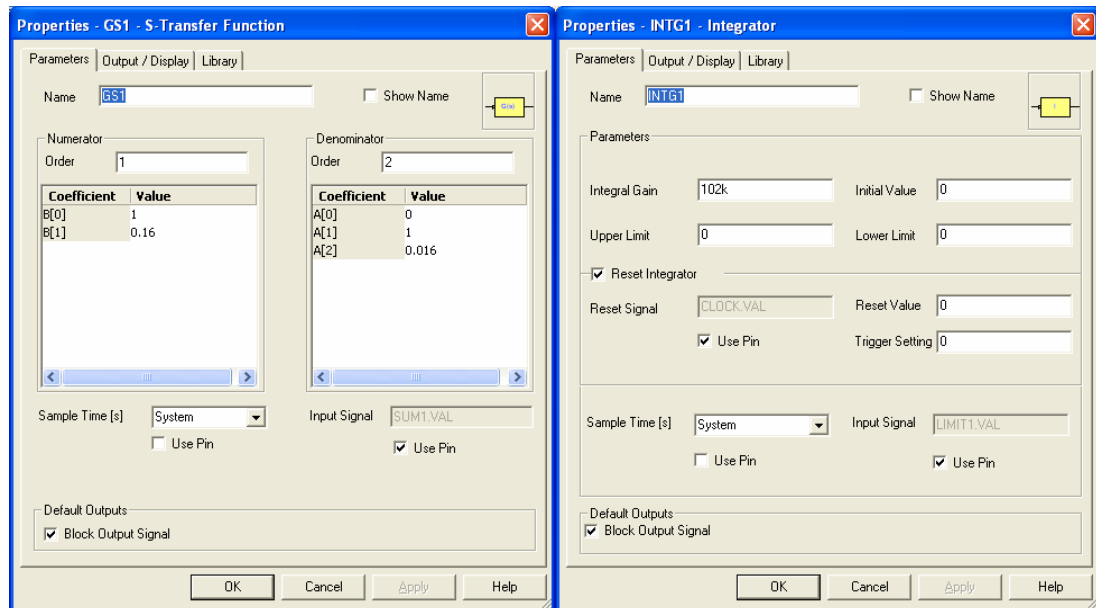 Properties - GS1 - S-Transfer Function
Parameters Output / Display Library
Name GS1 Show Name
G(s)
Numerator
Order 1
Coefficient Value
B[0] 1
B[1] 0.16
Denominator
Order 2
Coefficient Value
A[0] 0
A[1] 1
A[2] 0.016
Sample Time [s] System
Use Pin
Input Signal SUM1.VAL
Use Pin
Default Outputs
Block Output Signal
OK Cancel Apply Help
Properties - INTG1 - Integrator
Parameters Output / Display Library
Name INTG1 Show Name
I
Parameters
Integral Gain 102k Initial Value 0
Upper Limit 0 Lower Limit 0
Reset Integrator
Reset Signal CLOCK.VAL Reset Value 0
Use Pin Trigger Setting 0
Sample Time [s] System Input Signal LIMIT1.VAL
Use Pin Use Pin
Default Outputs
Block Output Signal
OK Cancel Apply Help